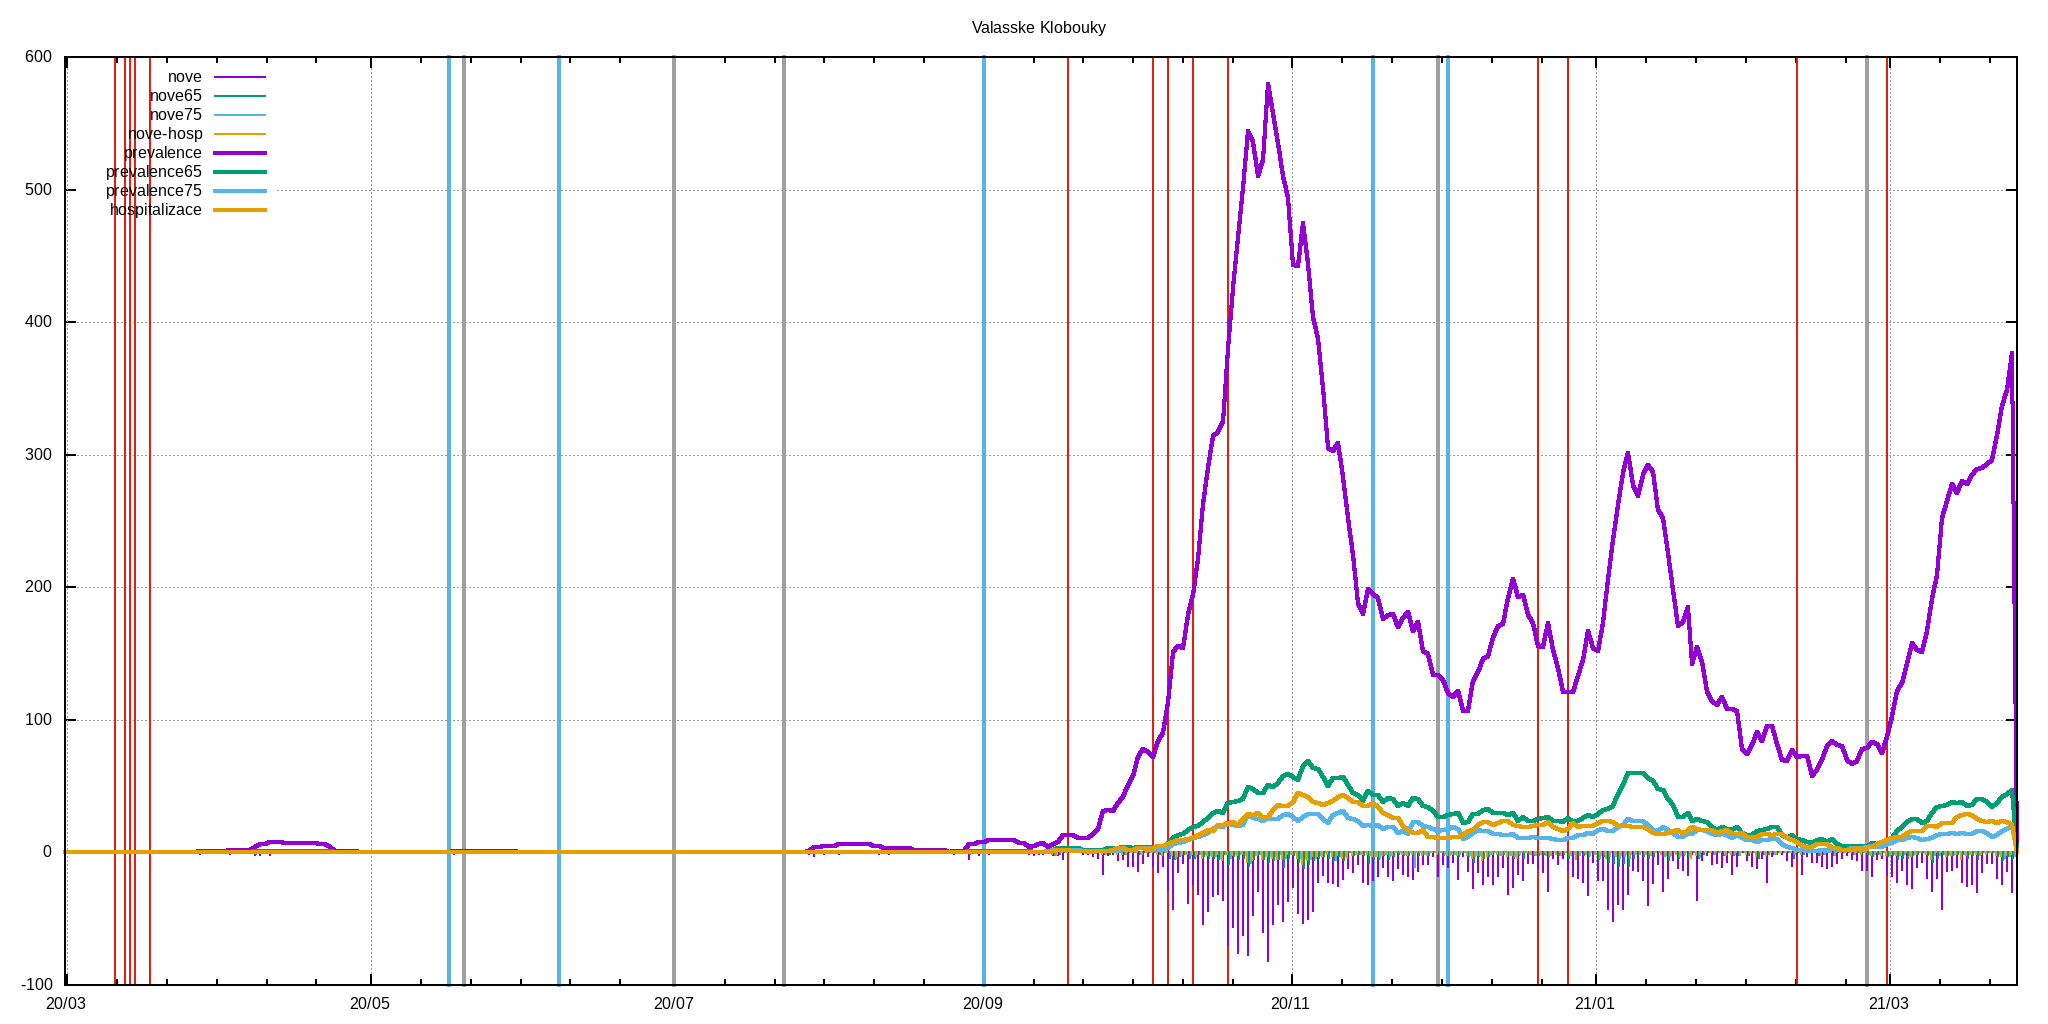 Valasske Klobouky
600
500
400
300
200
100
0
-100
nove
nove65
nove75
nove-hosp
prevalence
prevalence65
prevalence75
hospitalizace
20/03 20/05 20/07 20/09 20/11 21/01 21/03